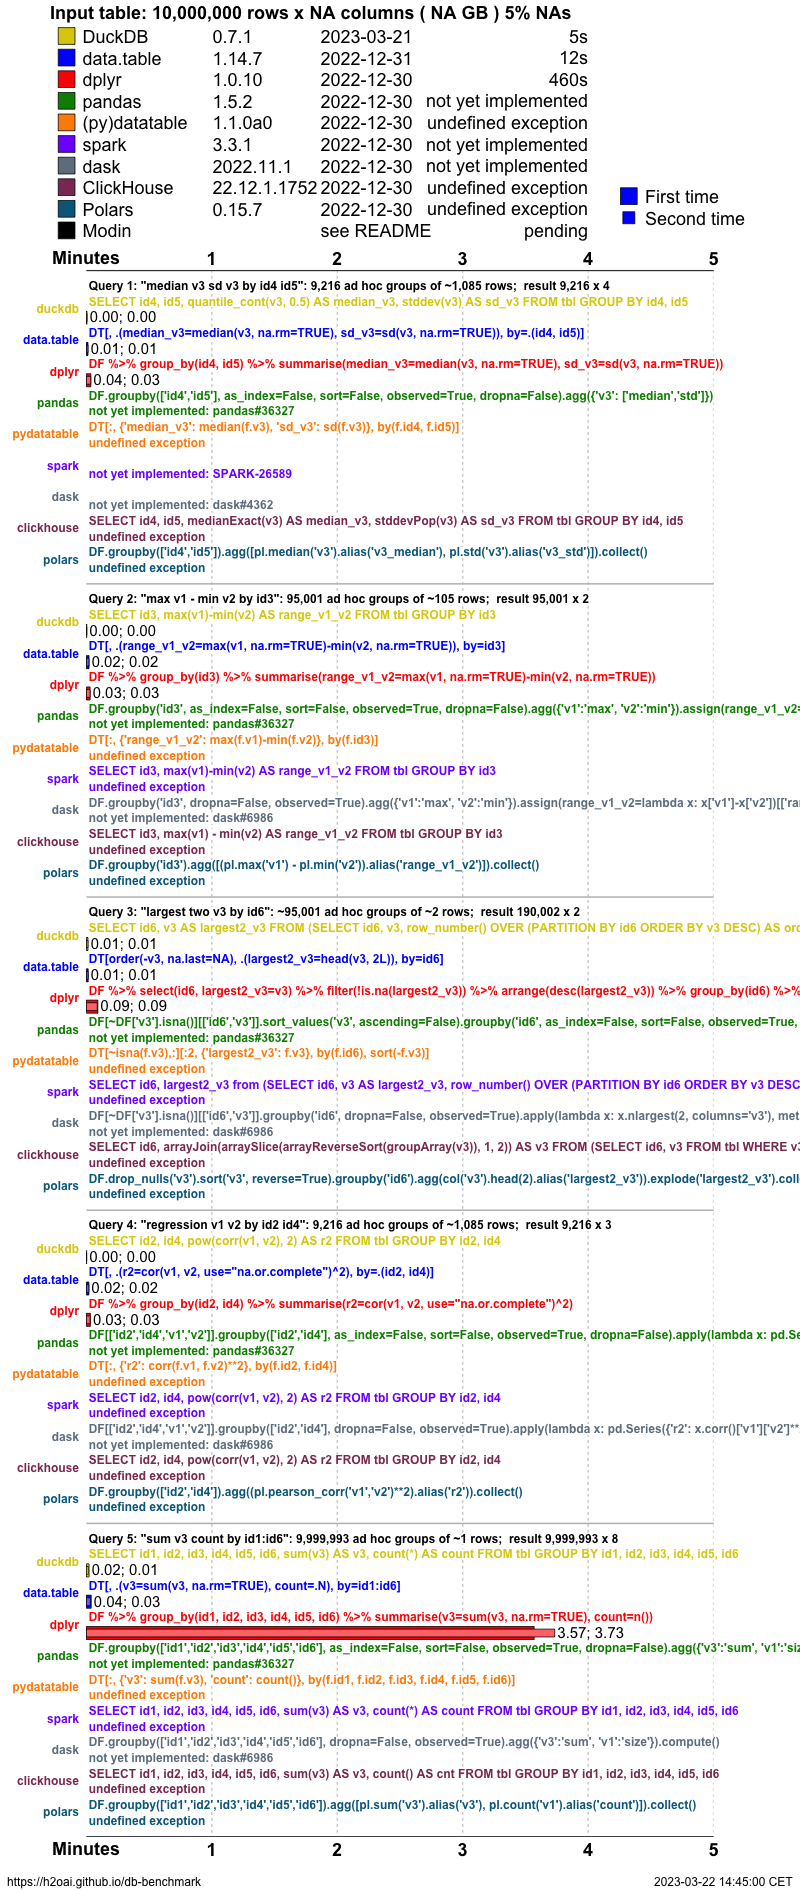 Input table: 10,000,000 rows x NA columns ( NA GB ) 5% NAs
DuckDB 0.7.1 2023-03-21 5s
data.table 1.14.7 2022-12-31 12s
dplyr 1.0.10 2022-12-30 460s
pandas 1.5.2 2022-12-30 not yet implemented
(py)datatable 1.1.0a0 2022-12-30 undefined exception
spark 3.3.1 2022-12-30 not yet implemented
dask 2022.11.1 2022-12-30 not yet implemented
ClickHouse 22.12.1.1752 2022-12-30 undefined exception
Polars 0.15.7 2022-12-30 undefined exception
Modin see README pending
First time
Second time
Minutes 1 2 3 4 5
Query 1: "median v3 sd v3 by id4 id5": 9,216 ad hoc groups of ~1,085 rows; result 9,216 x 4
SELECT id4, id5, quantile_cont(v3, 0.5) AS median_v3, stddev(v3) AS sd_v3 FROM tbl GROUP BY id4, id5
duckdb 0.00; 0.00
DT[, .(median_v3=median(v3, na.rm=TRUE), sd_v3=sd(v3, na.rm=TRUE)), by=.(id4, id5)]
data.table 0.01; 0.01
DF %>% group_by(id4, id5) %>% summarise(median_v3=median(v3, na.rm=TRUE), sd_v3=sd(v3, na.rm=TRUE))
dplyr 0.04; 0.03
DF.groupby(['id4','id5'], as_index=False, sort=False, observed=True, dropna=False).agg({'v3': ['median','std']})
pandas not yet implemented: pandas#36327
DT[:, {'median_v3': median(f.v3), 'sd_v3': sd(f.v3)}, by(f.id4, f.id5)]
pydatatable undefined exception
spark not yet implemented: SPARK-26589
dask not yet implemented: dask#4362
SELECT id4, id5, medianExact(v3) AS median_v3, stddevPop(v3) AS sd_v3 FROM tbl GROUP BY id4, id5
clickhouse undefined exception
DF.groupby(['id4','id5']).agg([pl.median('v3').alias('v3_median'), pl.std('v3').alias('v3_std')]).collect()
polars undefined exception
Query 2: "max v1 - min v2 by id3": 95,001 ad hoc groups of ~105 rows; result 95,001 x 2
SELECT id3, max(v1)-min(v2) AS range_v1_v2 FROM tbl GROUP BY id3
duckdb 0.00; 0.00
DT[, .(range_v1_v2=max(v1, na.rm=TRUE)-min(v2, na.rm=TRUE)), by=id3]
data.table 0.02; 0.02
DF %>% group_by(id3) %>% summarise(range_v1_v2=max(v1, na.rm=TRUE)-min(v2, na.rm=TRUE))
dplyr 0.03; 0.03
DF.groupby('id3', as_index=False, sort=False, observed=True, dropna=False).agg({'v1':'max', 'v2':'min'}).assign(range_v1_v2=
pandas not yet implemented: pandas#36327
DT[:, {'range_v1_v2': max(f.v1)-min(f.v2)}, by(f.id3)]
pydatatable undefined exception
SELECT id3, max(v1)-min(v2) AS range_v1_v2 FROM tbl GROUP BY id3
spark undefined exception
DF.groupby('id3', dropna=False, observed=True).agg({'v1':'max', 'v2':'min'}).assign(range_v1_v2=lambda x: x['v1']-x['v2'])[['ra
dask not yet implemented: dask#6986
SELECT id3, max(v1) - min(v2) AS range_v1_v2 FROM tbl GROUP BY id3
clickhouse undefined exception
DF.groupby('id3').agg([(pl.max('v1') - pl.min('v2')).alias('range_v1_v2')]).collect()
polars undefined exception
Query 3: "largest two v3 by id6": ~95,001 ad hoc groups of ~2 rows; result 190,002 x 2
SELECT id6, v3 AS largest2_v3 FROM (SELECT id6, v3, row_number() OVER (PARTITION BY id6 ORDER BY v3 DESC) AS ord
duckdb 0.01; 0.01
DT[order(-v3, na.last=NA), .(largest2_v3=head(v3, 2L)), by=id6]
data.table 0.01; 0.01
DF %>% select(id6, largest2_v3=v3) %>% filter(!is.na(largest2_v3)) %>% arrange(desc(largest2_v3)) %>% group_by(id6) %>%
dplyr 0.09; 0.09
DF[~DF['v3'].isna()][['id6','v3']].sort_values('v3', ascending=False).groupby('id6', as_index=False, sort=False, observed=True,
pandas not yet implemented: pandas#36327
DT[~isna(f.v3),:][:2, {'largest2_v3': f.v3}, by(f.id6), sort(-f.v3)]
pydatatable undefined exception
SELECT id6, largest2_v3 from (SELECT id6, v3 AS largest2_v3, row_number() OVER (PARTITION BY id6 ORDER BY v3 DESC
spark undefined exception
DF[~DF['v3'].isna()][['id6','v3']].groupby('id6', dropna=False, observed=True).apply(lambda x: x.nlargest(2, columns='v3'), met
dask not yet implemented: dask#6986
SELECT id6, arrayJoin(arraySlice(arrayReverseSort(groupArray(v3)), 1, 2)) AS v3 FROM (SELECT id6, v3 FROM tbl WHERE v3
clickhouse undefined exception
DF.drop_nulls('v3').sort('v3', reverse=True).groupby('id6').agg(col('v3').head(2).alias('largest2_v3')).explode('largest2_v3').coll
polars undefined exception
Query 4: "regression v1 v2 by id2 id4": 9,216 ad hoc groups of ~1,085 rows; result 9,216 x 3
SELECT id2, id4, pow(corr(v1, v2), 2) AS r2 FROM tbl GROUP BY id2, id4
duckdb 0.00; 0.00
DT[, .(r2=cor(v1, v2, use="na.or.complete")^2), by=.(id2, id4)]
data.table 0.02; 0.02
DF %>% group_by(id2, id4) %>% summarise(r2=cor(v1, v2, use="na.or.complete")^2)
dplyr 0.03; 0.03
DF[['id2','id4','v1','v2']].groupby(['id2','id4'], as_index=False, sort=False, observed=True, dropna=False).apply(lambda x: pd.Se
pandas not yet implemented: pandas#36327
DT[:, {'r2': corr(f.v1, f.v2)**2}, by(f.id2, f.id4)]
pydatatable undefined exception
SELECT id2, id4, pow(corr(v1, v2), 2) AS r2 FROM tbl GROUP BY id2, id4
spark undefined exception
DF[['id2','id4','v1','v2']].groupby(['id2','id4'], dropna=False, observed=True).apply(lambda x: pd.Series({'r2': x.corr()['v1']['v2']**
dask not yet implemented: dask#6986
SELECT id2, id4, pow(corr(v1, v2), 2) AS r2 FROM tbl GROUP BY id2, id4
clickhouse undefined exception
DF.groupby(['id2','id4']).agg((pl.pearson_corr('v1','v2')**2).alias('r2')).collect()
polars undefined exception
Query 5: "sum v3 count by id1:id6": 9,999,993 ad hoc groups of ~1 rows; result 9,999,993 x 8
SELECT id1, id2, id3, id4, id5, id6, sum(v3) AS v3, count(*) AS count FROM tbl GROUP BY id1, id2, id3, id4, id5, id6
duckdb 0.02; 0.01
DT[, .(v3=sum(v3, na.rm=TRUE), count=.N), by=id1:id6]
data.table 0.04; 0.03
DF %>% group_by(id1, id2, id3, id4, id5, id6) %>% summarise(v3=sum(v3, na.rm=TRUE), count=n())
dplyr 3.57; 3.73
DF.groupby(['id1','id2','id3','id4','id5','id6'], as_index=False, sort=False, observed=True, dropna=False).agg({'v3':'sum', 'v1':'siz
pandas not yet implemented: pandas#36327
DT[:, {'v3': sum(f.v3), 'count': count()}, by(f.id1, f.id2, f.id3, f.id4, f.id5, f.id6)]
pydatatable undefined exception
SELECT id1, id2, id3, id4, id5, id6, sum(v3) AS v3, count(*) AS count FROM tbl GROUP BY id1, id2, id3, id4, id5, id6
spark undefined exception
DF.groupby(['id1','id2','id3','id4','id5','id6'], dropna=False, observed=True).agg({'v3':'sum', 'v1':'size'}).compute()
dask not yet implemented: dask#6986
SELECT id1, id2, id3, id4, id5, id6, sum(v3) AS v3, count() AS cnt FROM tbl GROUP BY id1, id2, id3, id4, id5, id6
clickhouse undefined exception
DF.groupby(['id1','id2','id3','id4','id5','id6']).agg([pl.sum('v3').alias('v3'), pl.count('v1').alias('count')]).collect()
polars undefined exception
Minutes 1 2 3 4 5
https://h2oai.github.io/db-benchmark 2023-03-22 14:45:00 CET